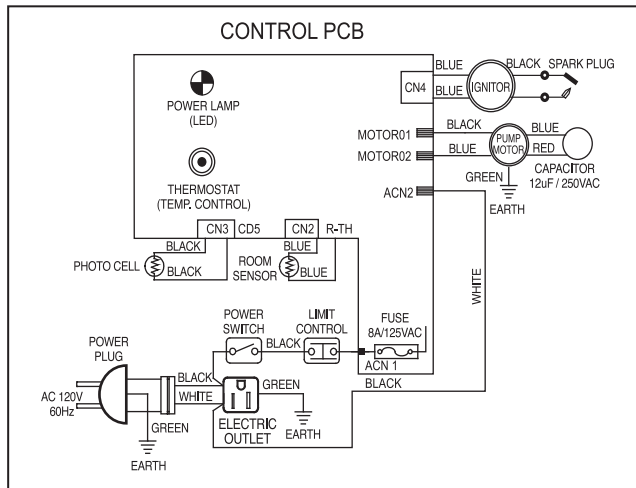 CONTROL PCB
POWER LAMP
(LED)
THERMOSTAT
(TEMP. CONTROL)
CN4
BLUE
BLUE
IGNITOR
BLACK
SPARK PLUG
MOTOR01
BLACK
MOTOR02
BLUE
PUMP
MOTOR
BLUE
RED
CAPACITOR
12uF / 250VAC
GREEN
EARTH
ACN2
WHITE
CN3
CD5
CN2
R-TH
BLACK
BLACK
PHOTO CELL
BLUE
BLUE
ROOM
SENSOR
POWER
SWITCH
BLACK
LIMIT
CONTROL
FUSE
8A/125VAC
ACN 1
BLACK
POWER
PLUG
AC 120V
60Hz
BLACK
WHITE
GREEN
EARTH
GREEN
EARTH
ELECTRIC
OUTLET